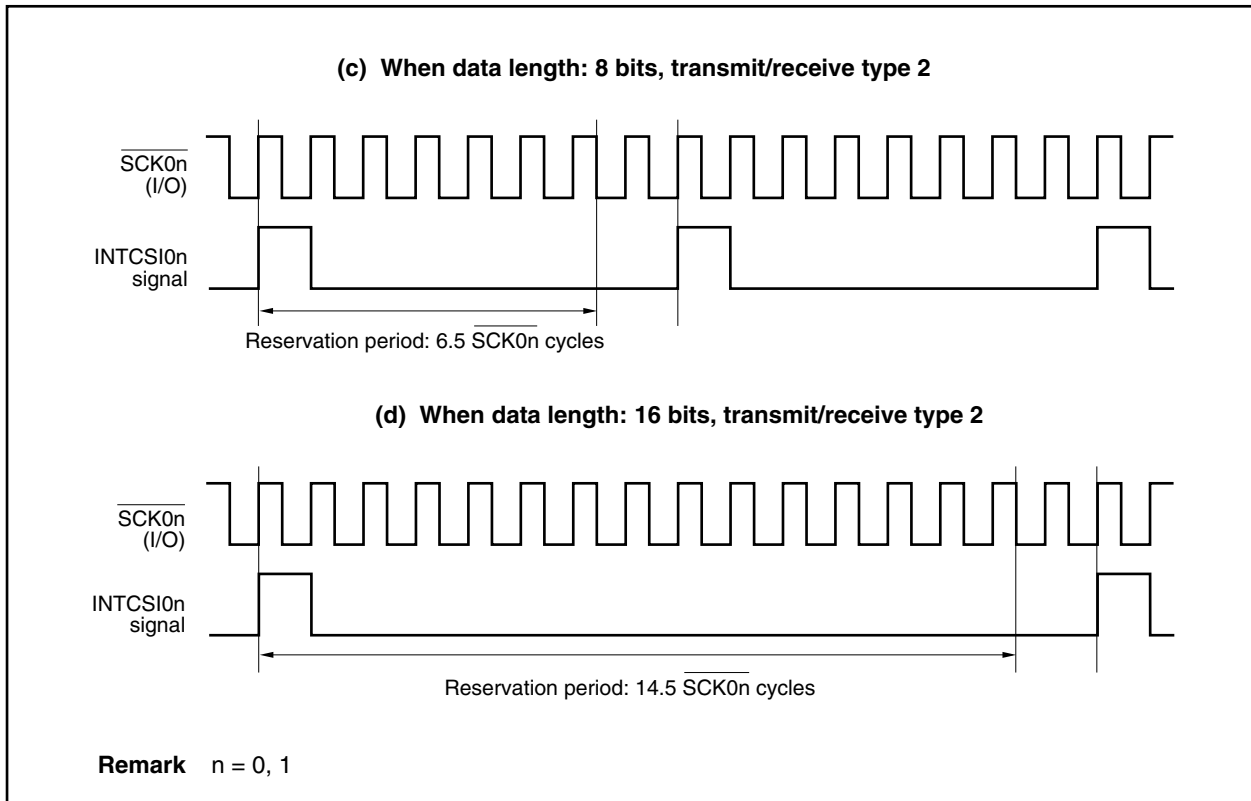 (c) When data length: 8 bits, transmit/receive type 2
SCK0n
(I/O)
INTCSI0n
signal
Reservation period: 6.5 SCK0n cycles
(d) When data length: 16 bits, transmit/receive type 2
SCK0n
(I/O)
INTCSI0n
signal
Reservation period: 14.5 SCK0n cycles
Remark n = 0, 1